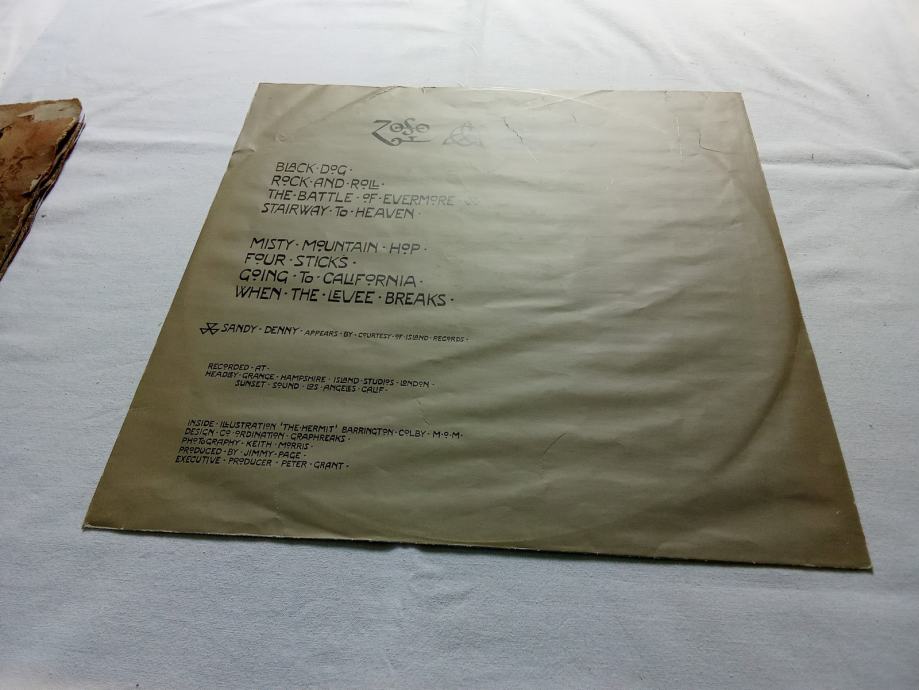 ZoSo
BLACK·DOG·
ROCK·AND·ROLL·
THE·BATTLE·OF·EVERMORE
STAIRWAY·To·HEAVEN·
MISTY·MOUNTAIN·HOP·
FOUR·STICKS·
GOING·To·CALIFORNIA·
WHEN·THE·LEVEE·BREAKS·
SANDY·DENNY·APPEARS·BY·COURTESY·OF·ISLAND·RECORDS·
RECORDED·AT·
HEADLEY·GRANGE·HAMPSHIRE·ISLAND·STUDIOS·LONDON·
SUNSET·SOUND·LOS·ANGELES·CALIF·
INSIDE·ILLUSTRATION 'THE·HERMIT' BARRINGTON·COLBY·M·O·M·
DESIGN·CO·ORDINATION·GRAPHREAKS·
PHOTOGRAPHY·KEITH·MORRIS·
PRODUCED·BY·JIMMY·PAGE·
EXECUTIVE·PRODUCER·PETER·GRANT·